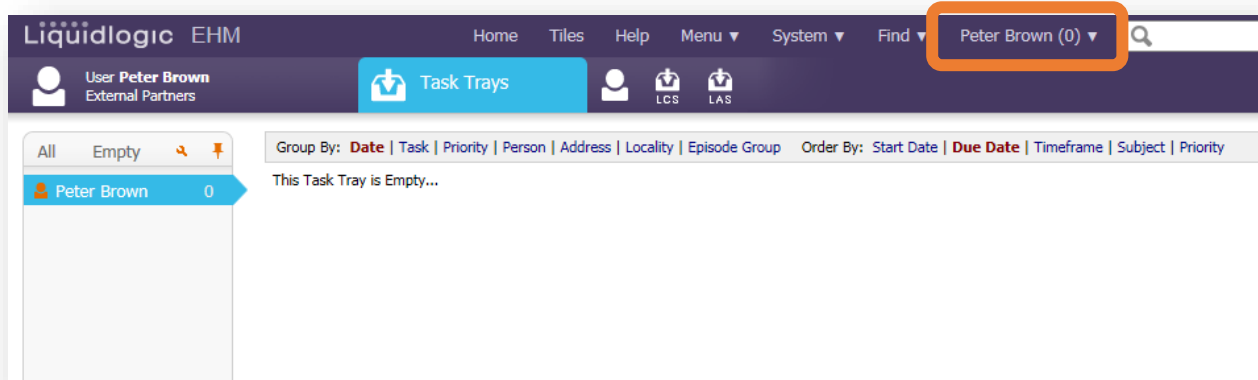 Liquidlogic EHM
Home Tiles Help Menu ▼ System ▼ Find ▼ Peter Brown (0) ▼
User Peter Brown
External Partners
Task Trays
LCS LAS
All Empty
Group By: Date | Task | Priority | Person | Address | Locality | Episode Group Order By: Start Date | Due Date | Timeframe | Subject | Priority
Peter Brown 0
This Task Tray is Empty...